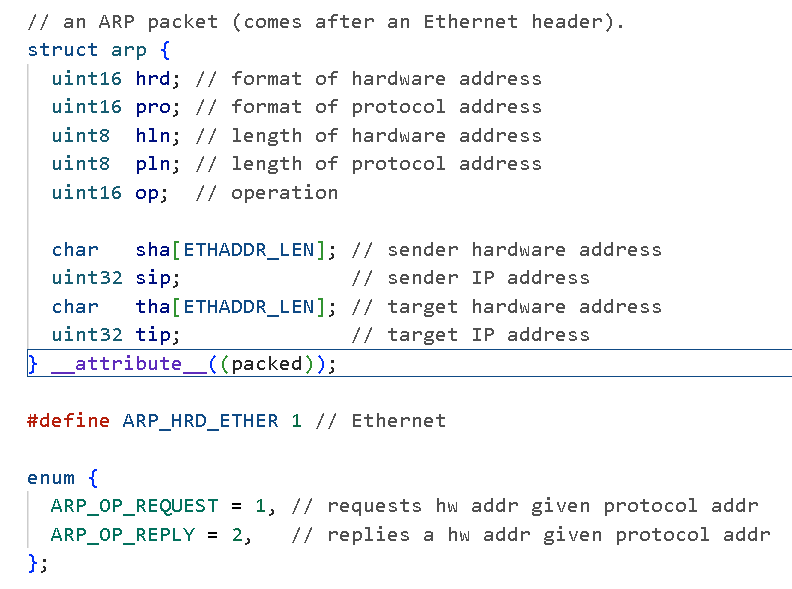 // an ARP packet (comes after an Ethernet header).
struct arp {
  uint16 hrd; // format of hardware address
  uint16 pro; // format of protocol address
  uint8  hln; // length of hardware address
  uint8  pln; // length of protocol address
  uint16 op;  // operation

  char   sha[ETHADDR_LEN]; // sender hardware address
  uint32 sip;              // sender IP address
  char   tha[ETHADDR_LEN]; // target hardware address
  uint32 tip;              // target IP address
} __attribute__((packed));

#define ARP_HRD_ETHER 1 // Ethernet

enum {
  ARP_OP_REQUEST = 1, // requests hw addr given protocol addr
  ARP_OP_REPLY = 2,   // replies a hw addr given protocol addr
};